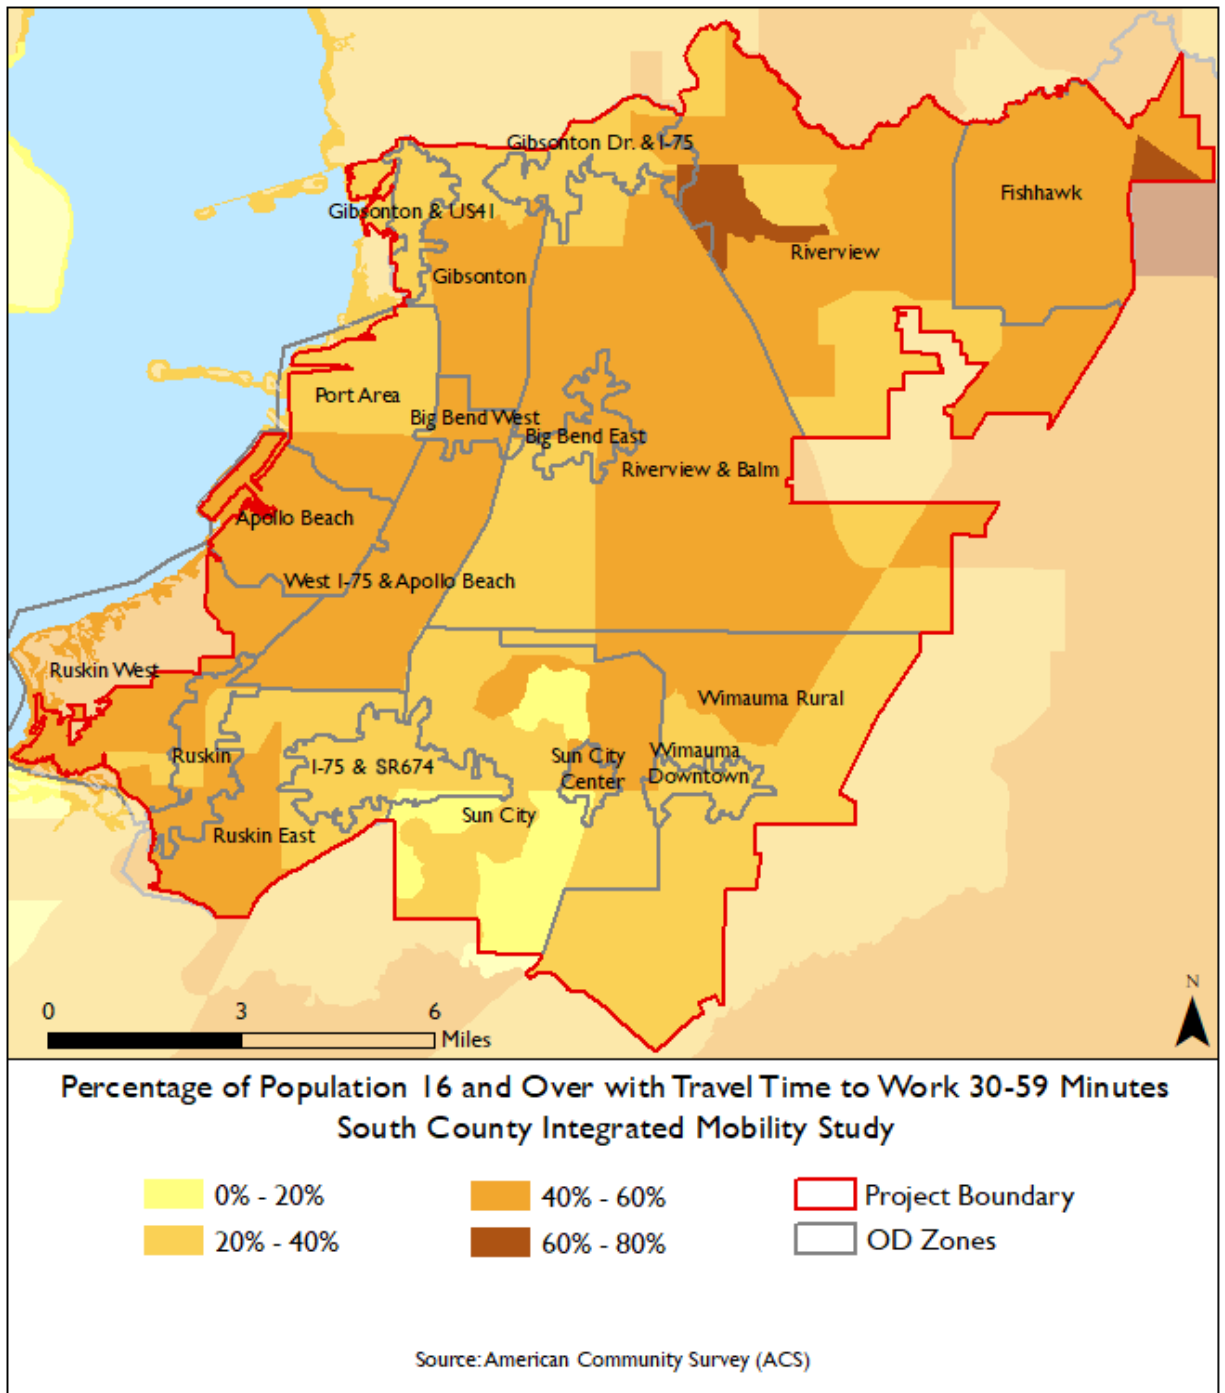 Gibsonton Dr. & I-75
Fishhawk
Gibsonton & US41
Riverview
Gibsonton
Port Area
Big Bend West
Big Bend East
Riverview & Balm
Apollo Beach
West I-75 & Apollo Beach
Ruskin West
Wimauma Rural
Ruskin
I-75 & SR674
Sun City
Center
Wimauma
Downtown
Sun City
Ruskin East
N
0 3 6
Miles
Percentage of Population 16 and Over with Travel Time to Work 30-59 Minutes
South County Integrated Mobility Study
0% - 20%
40% - 60%
Project Boundary
20% - 40%
60% - 80%
OD Zones
Source: American Community Survey (ACS)